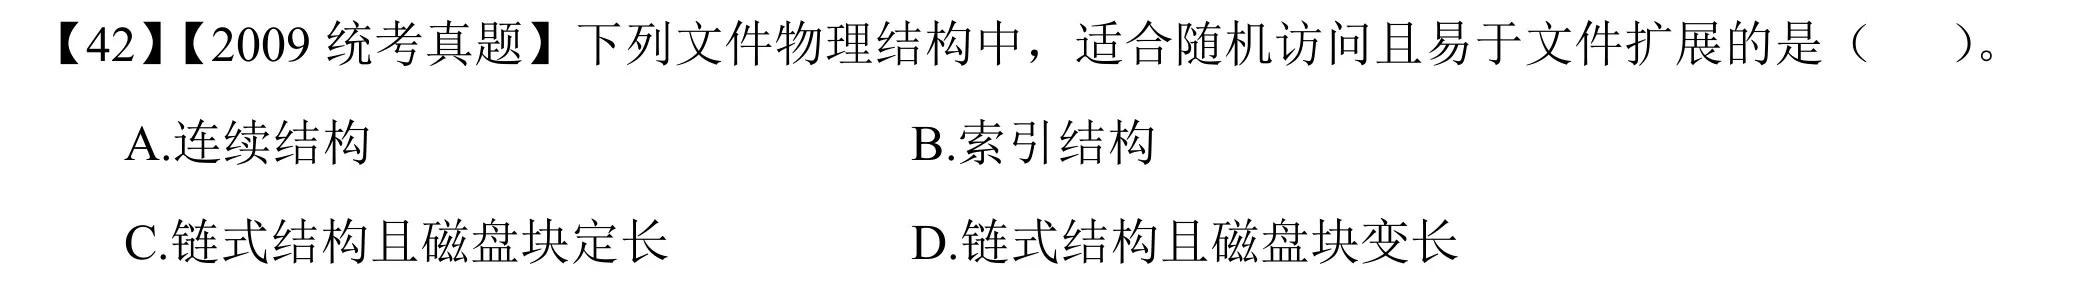 【42】【2009 统考真题】下列文件物理结构中，适合随机访问且易于文件扩展的是（ ）。
A.连续结构 B.索引结构
C.链式结构且磁盘块定长 D.链式结构且磁盘块变长